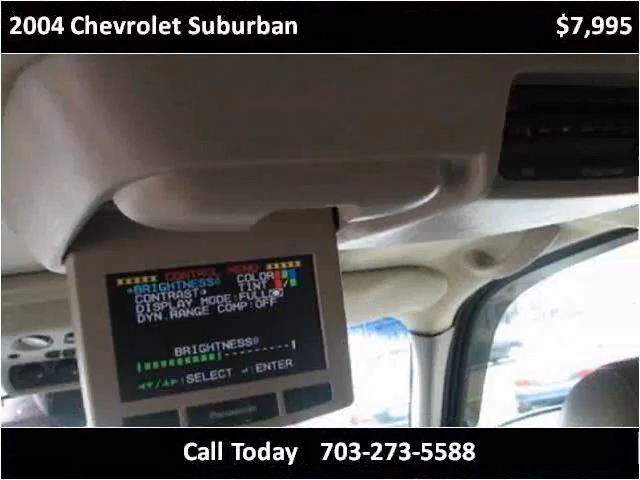 2004 Chevrolet Suburban $7,995
CONTROL MENU
BRIGHTNESS COLOR
CONTRAST TINT
DISPLAY MODE:FULL
DYN.RANGE COMP:OFF
BRIGHTNESS
:SELECT :ENTER
Panasonic
Call Today 703-273-5588